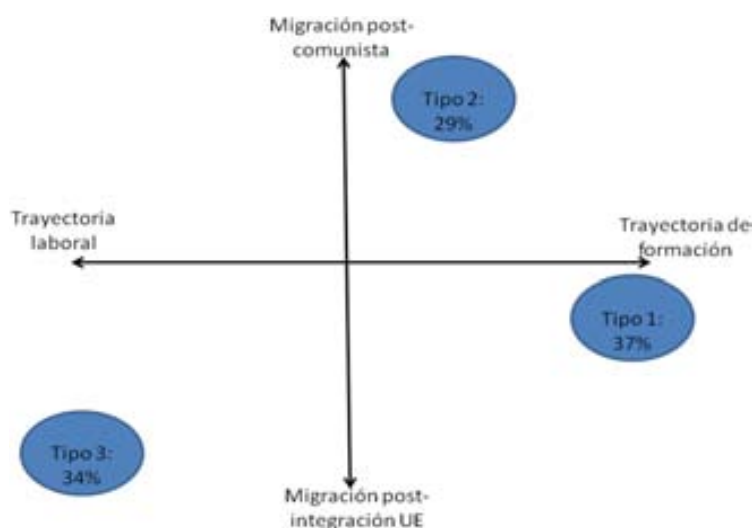 Migración post-
comunista
Tipo 2:
29%
Trayectoria
laboral
Trayectoria de
formación
Tipo 1:
37%
Tipo 3:
34%
Migración post-
integración UE